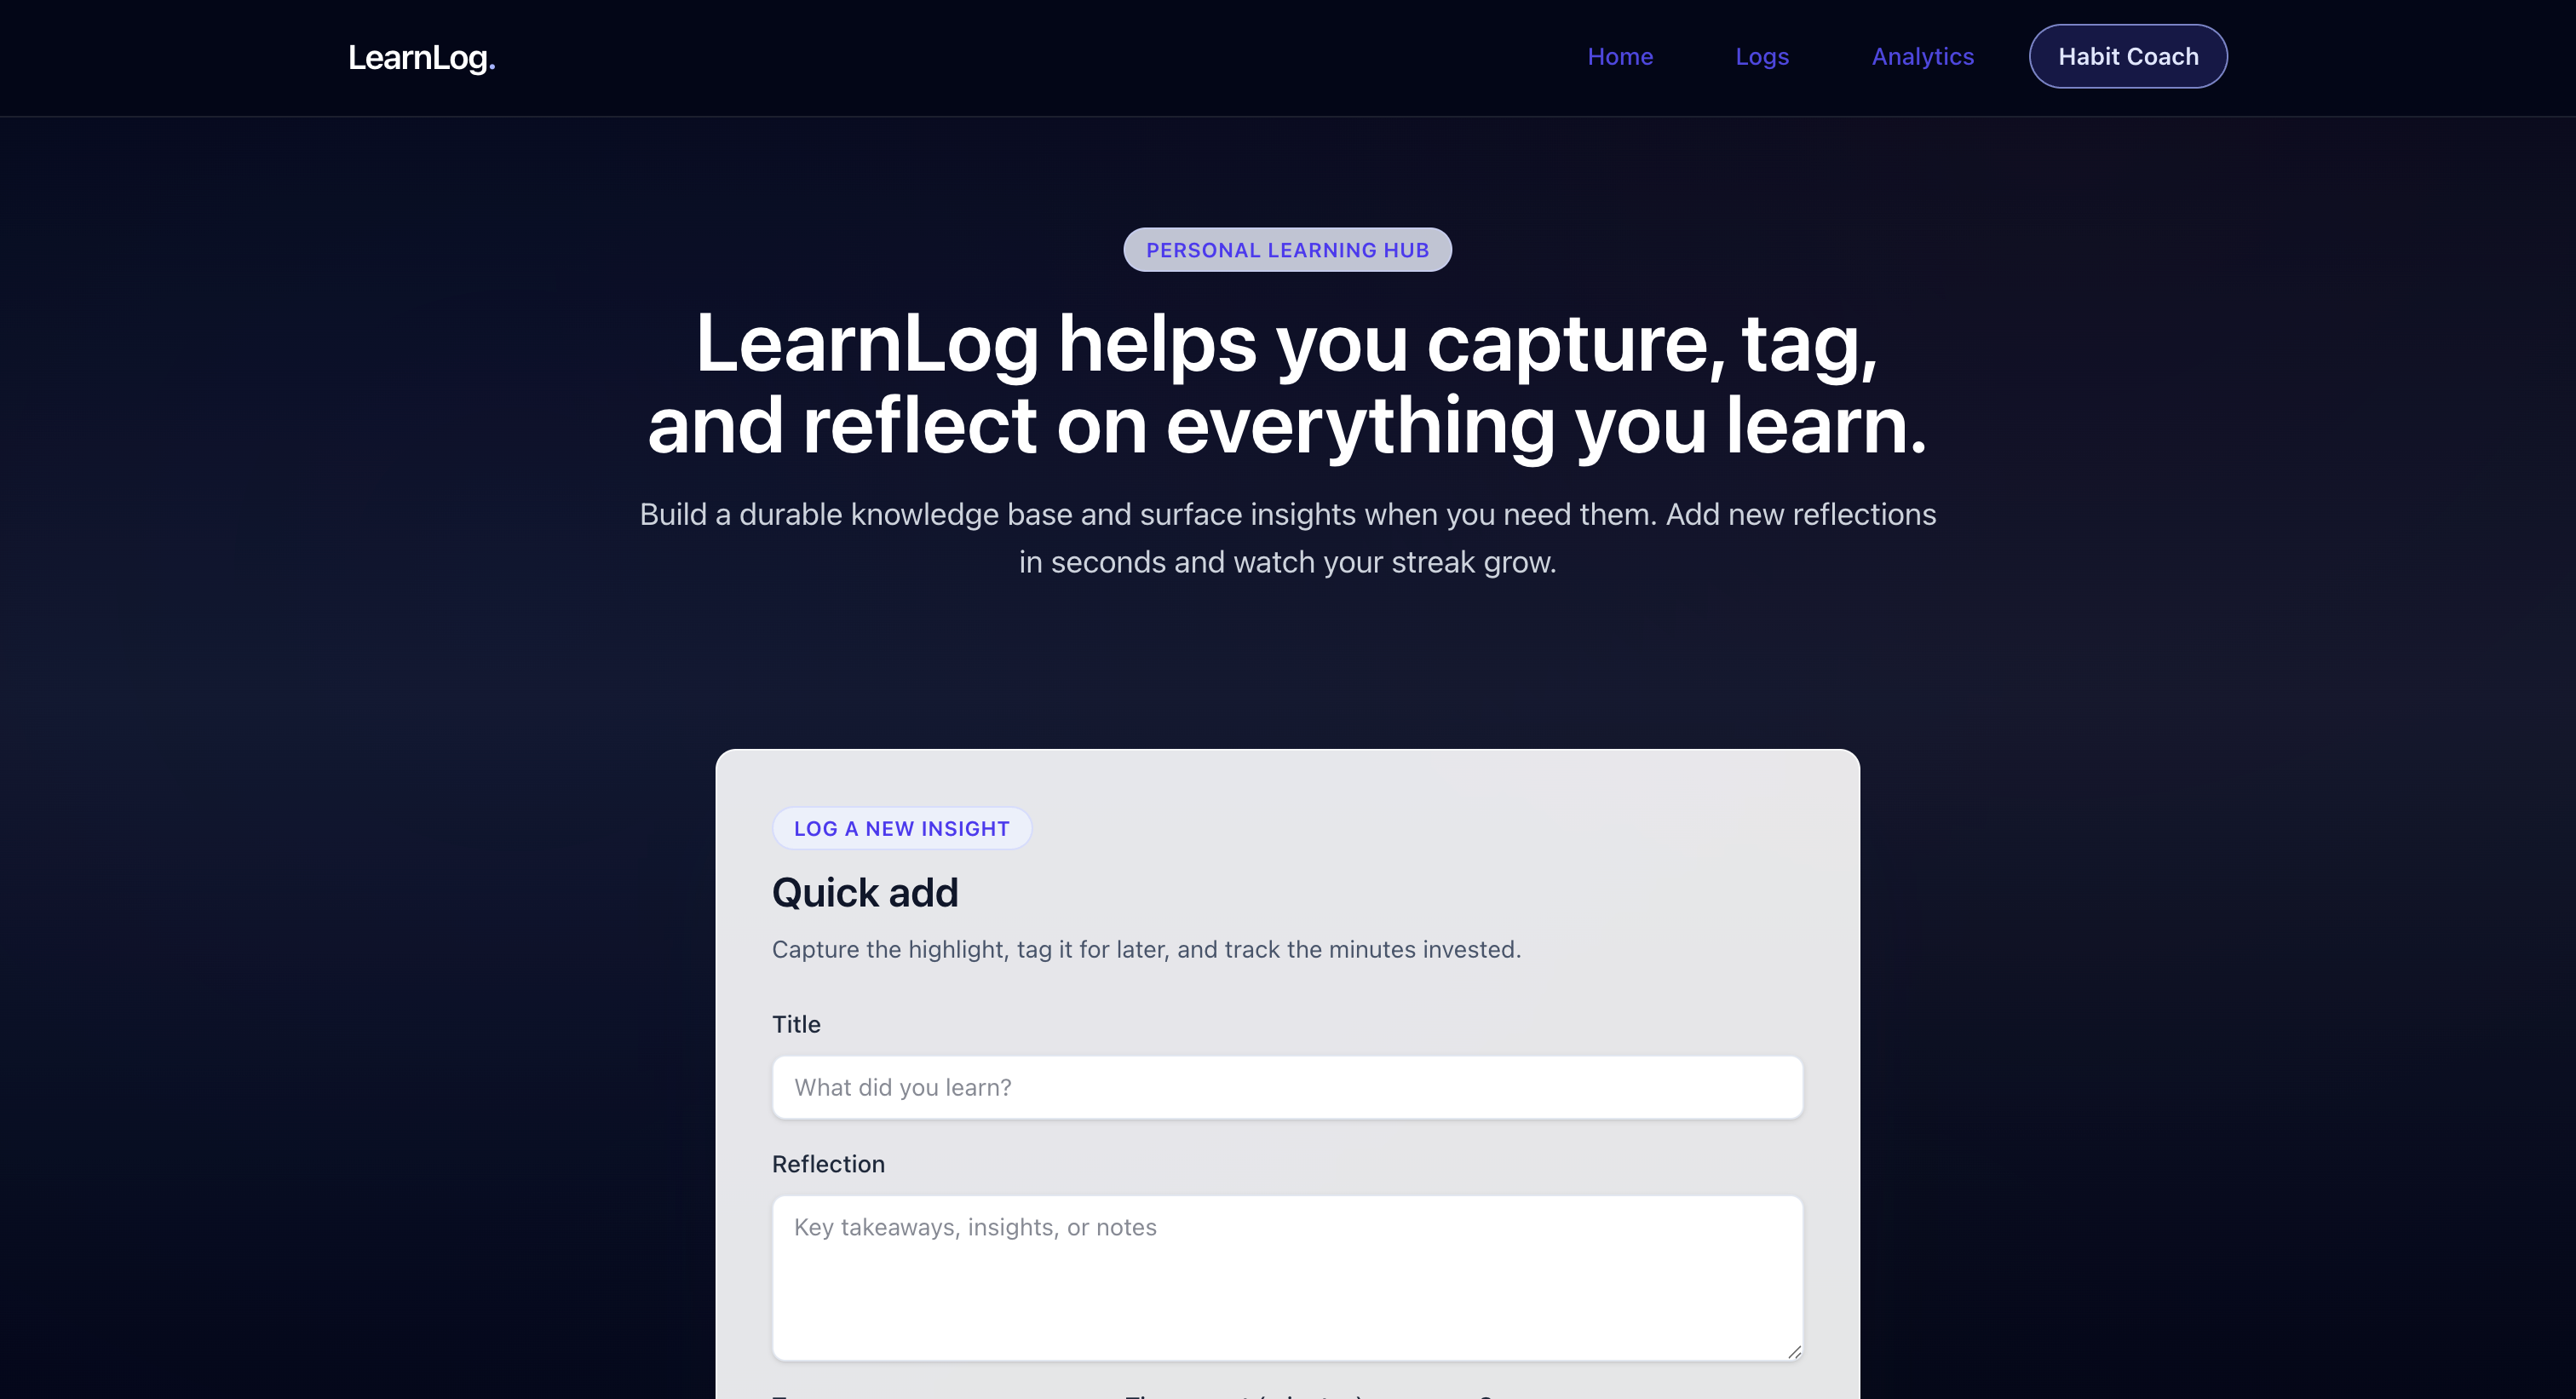 LearnLog.
Home Logs Analytics Habit Coach
PERSONAL LEARNING HUB
LearnLog helps you capture, tag,
and reflect on everything you learn.
Build a durable knowledge base and surface insights when you need them. Add new reflections
in seconds and watch your streak grow.
LOG A NEW INSIGHT
Quick add
Capture the highlight, tag it for later, and track the minutes invested.
Title
What did you learn?
Reflection
Key takeaways, insights, or notes